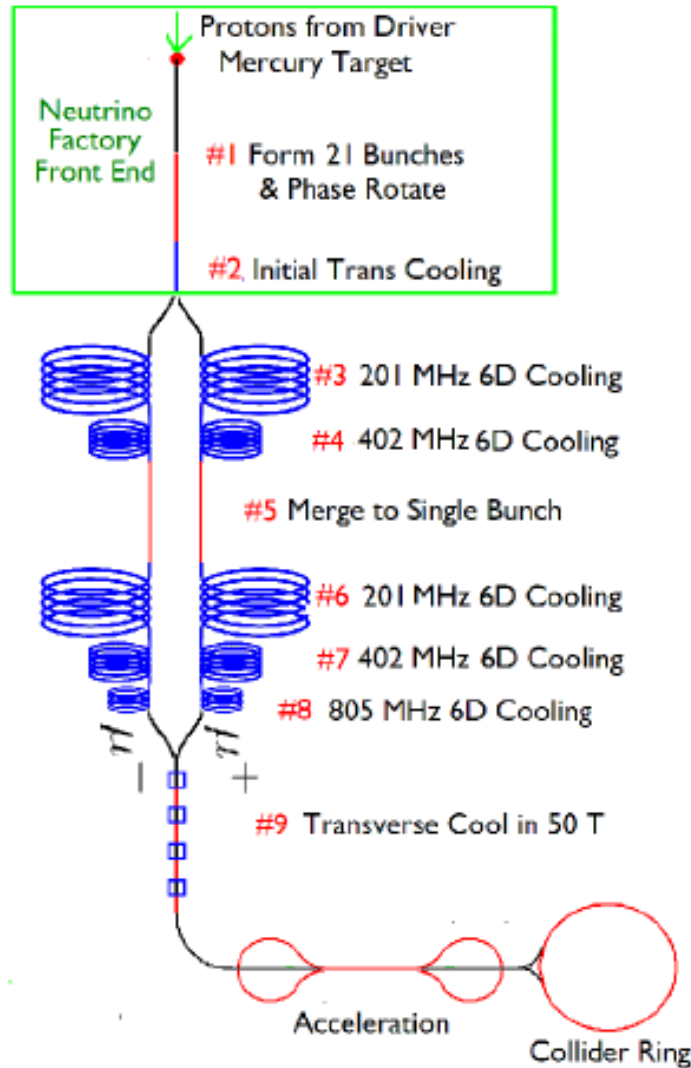 Protons from Driver
Mercury Target
Neutrino
Factory
Front End
#1 Form 21 Bunches
& Phase Rotate
#2 Initial Trans Cooling
#3 201 MHz 6D Cooling
#4 402 MHz 6D Cooling
#5 Merge to Single Bunch
#6 201 MHz 6D Cooling
#7 402 MHz 6D Cooling
#8 805 MHz 6D Cooling
μ− μ+
#9 Transverse Cool in 50 T
Acceleration
Collider Ring